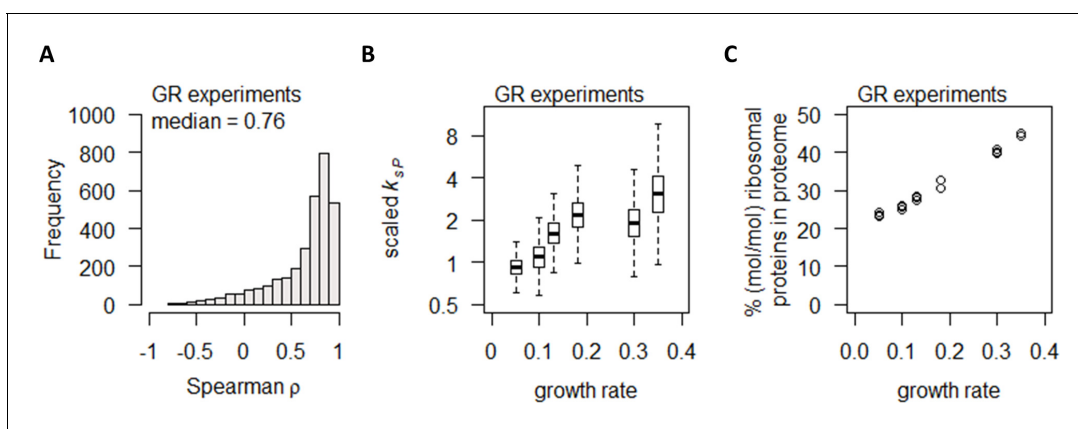 A
GR experiments
median = 0.76
1000
800
600
400
200
0
Frequency
-1 -0.5 0 0.5 1
Spearman ρ
B
GR experiments
8
4
2
1
0.5
scaled ksP
0 0.1 0.2 0.3 0.4
growth rate
C
GR experiments
50
40
30
20
10
0
% (mol/mol) ribosomal
proteins in proteome
0.0 0.1 0.2 0.3 0.4
growth rate